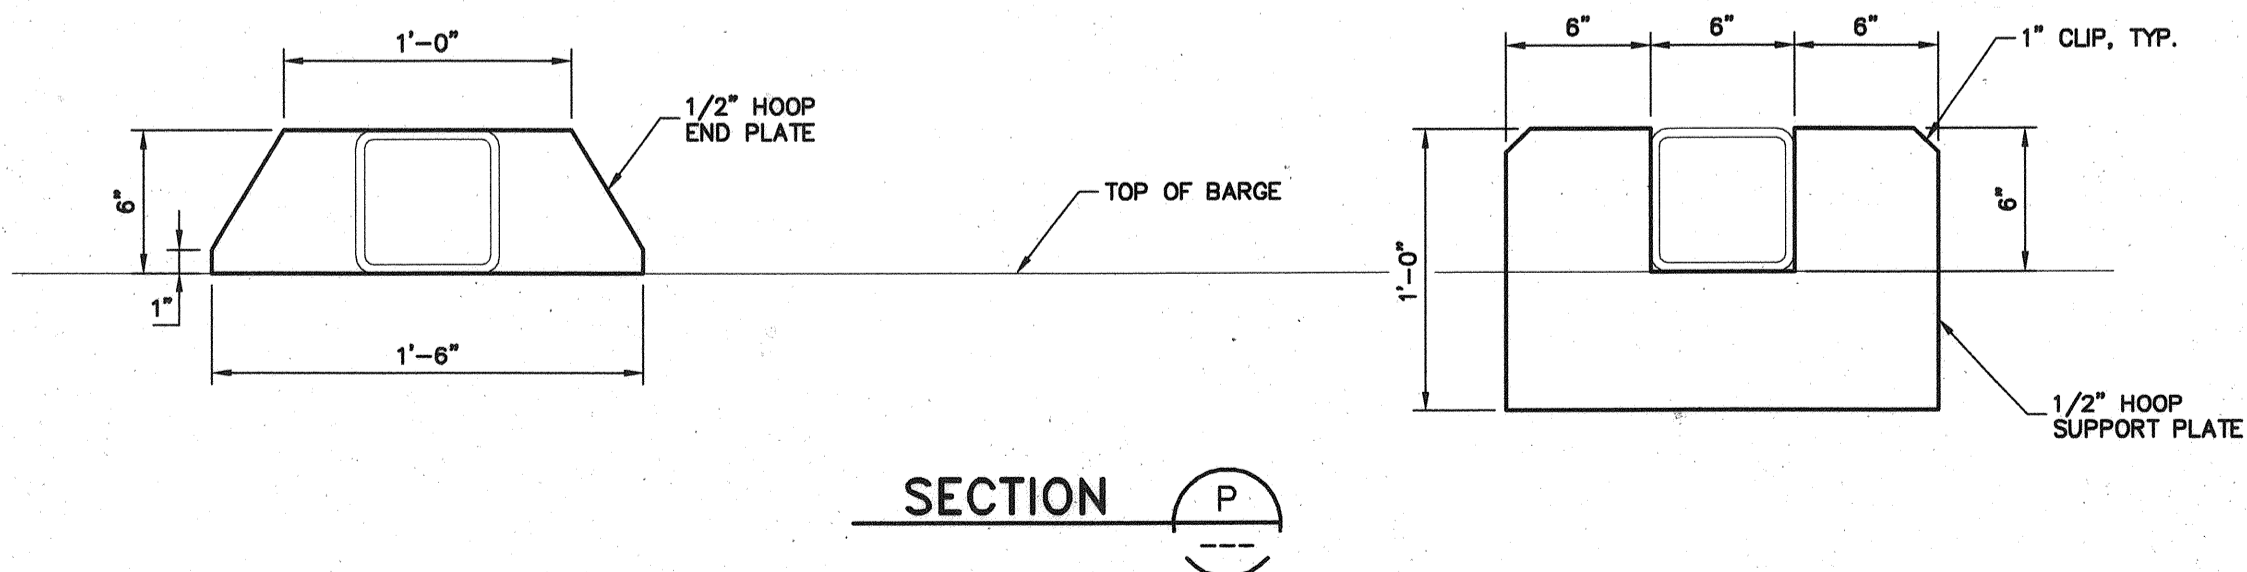 1'-0"
1/2" HOOP
END PLATE
6"
1"
1'-6"
TOP OF BARGE
6" 6" 6"
1" CLIP, TYP.
1'-0"
6"
1/2" HOOP
SUPPORT PLATE
SECTION P
---